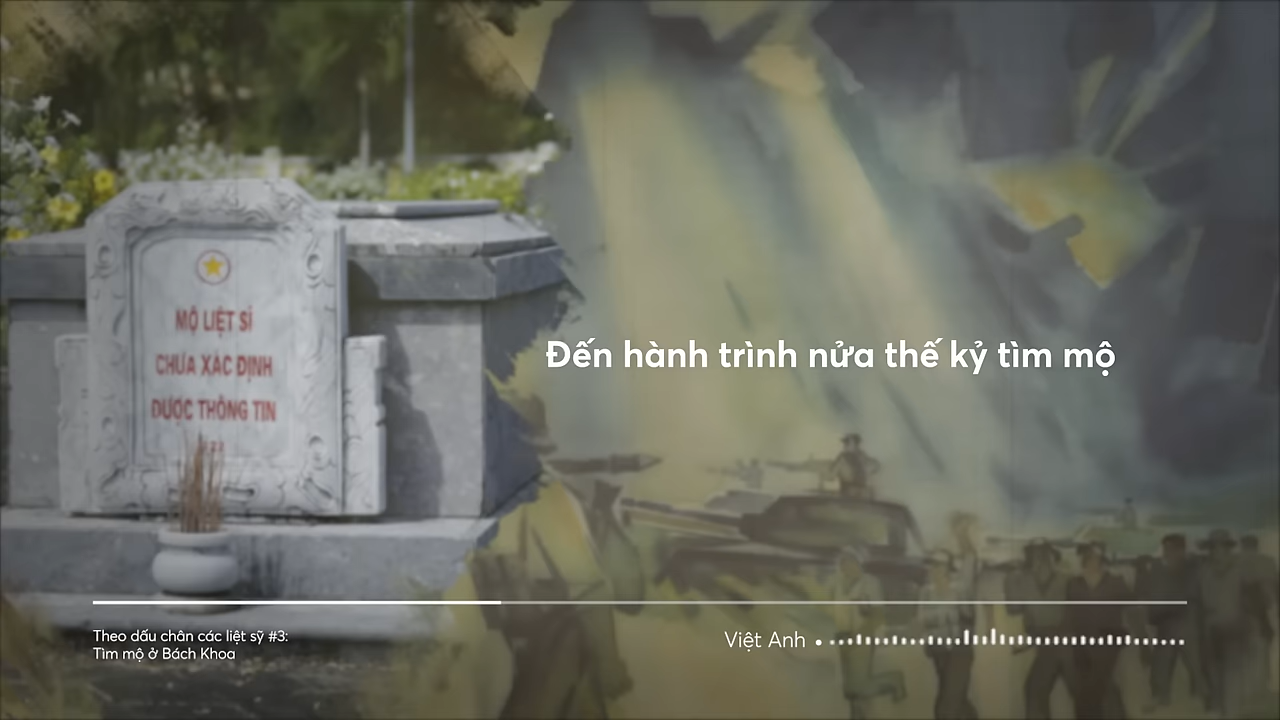 MỘ LIỆT SĨ
CHƯA XÁC ĐỊNH
ĐƯỢC THÔNG TIN
Đến hành trình nửa thế kỷ tìm mộ
Theo dấu chân các liệt sỹ #3:
Tìm mộ ở Bách Khoa
Việt Anh